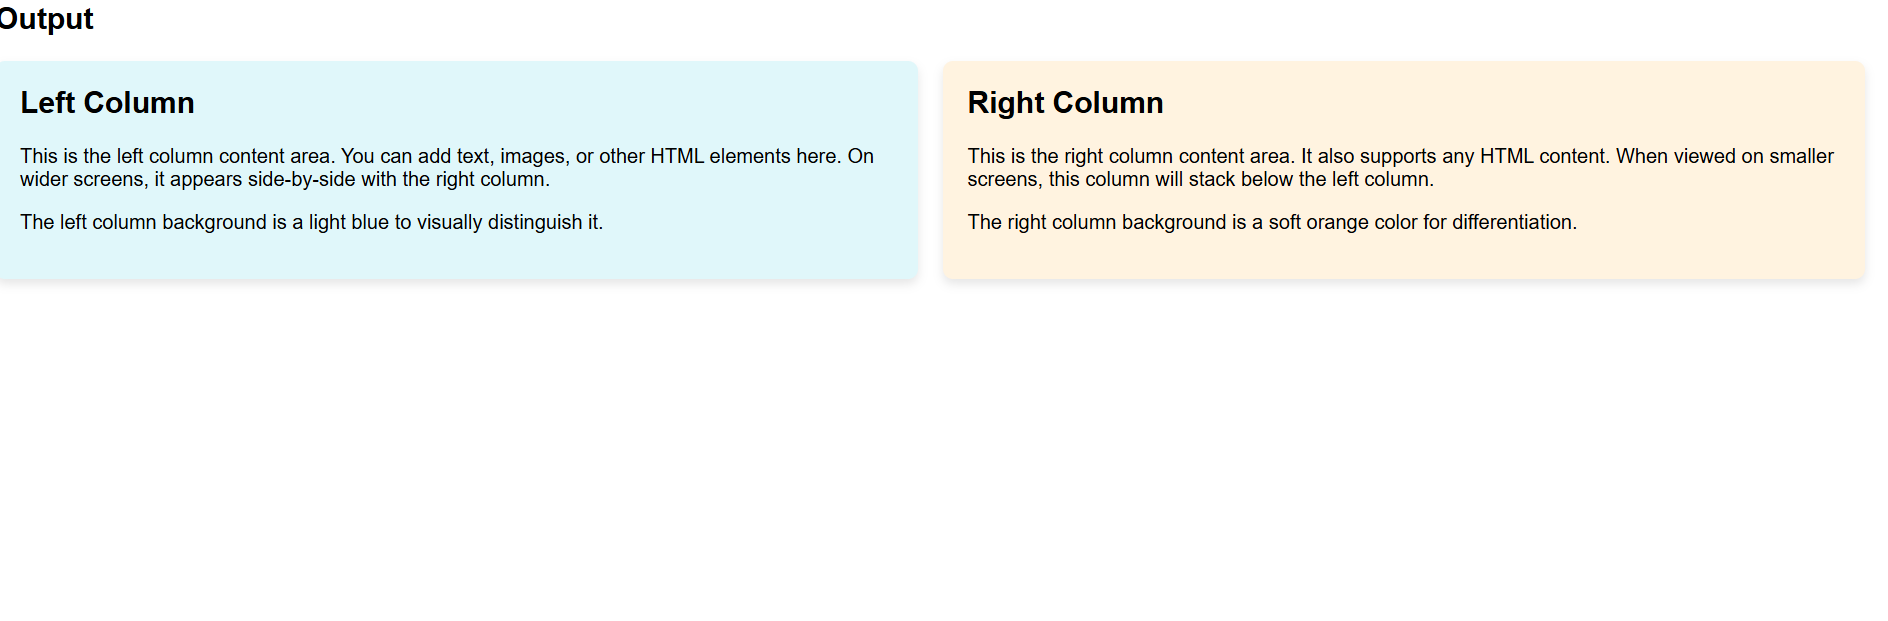 Output
Left Column
This is the left column content area. You can add text, images, or other HTML elements here. On
wider screens, it appears side-by-side with the right column.
The left column background is a light blue to visually distinguish it.
Right Column
This is the right column content area. It also supports any HTML content. When viewed on smaller
screens, this column will stack below the left column.
The right column background is a soft orange color for differentiation.